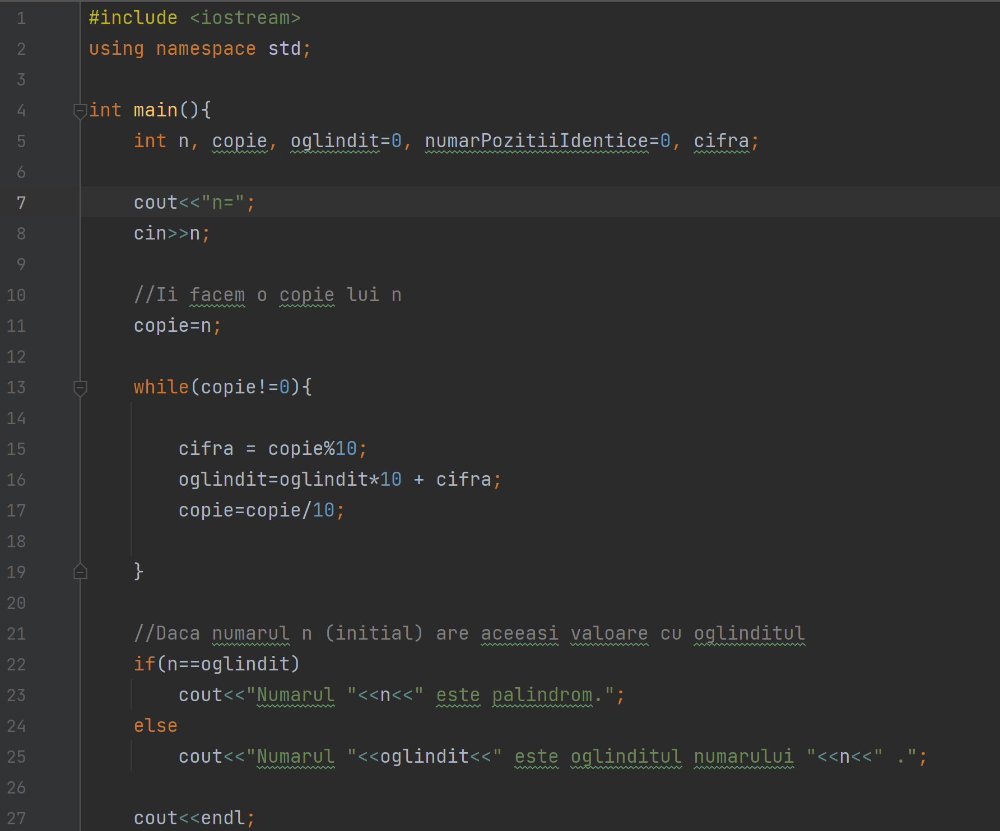 1 #include <iostream>
2 using namespace std;
3
4 int main(){
5     int n, copie, oglindit=0, numarPozitiiIdentice=0, cifra;
6
7     cout<<"n=";
8     cin>>n;
9
10     //Ii facem o copie lui n
11     copie=n;
12
13     while(copie!=0){
14
15         cifra = copie%10;
16         oglindit=oglindit*10 + cifra;
17         copie=copie/10;
18
19     }
20
21     //Daca numarul n (initial) are aceeasi valoare cu oglinditul
22     if(n==oglindit)
23         cout<<"Numarul "<<n<<" este palindrom.";
24     else
25         cout<<"Numarul "<<oglindit<<" este oglinditul numarului "<<n<<" .";
26
27     cout<<endl;